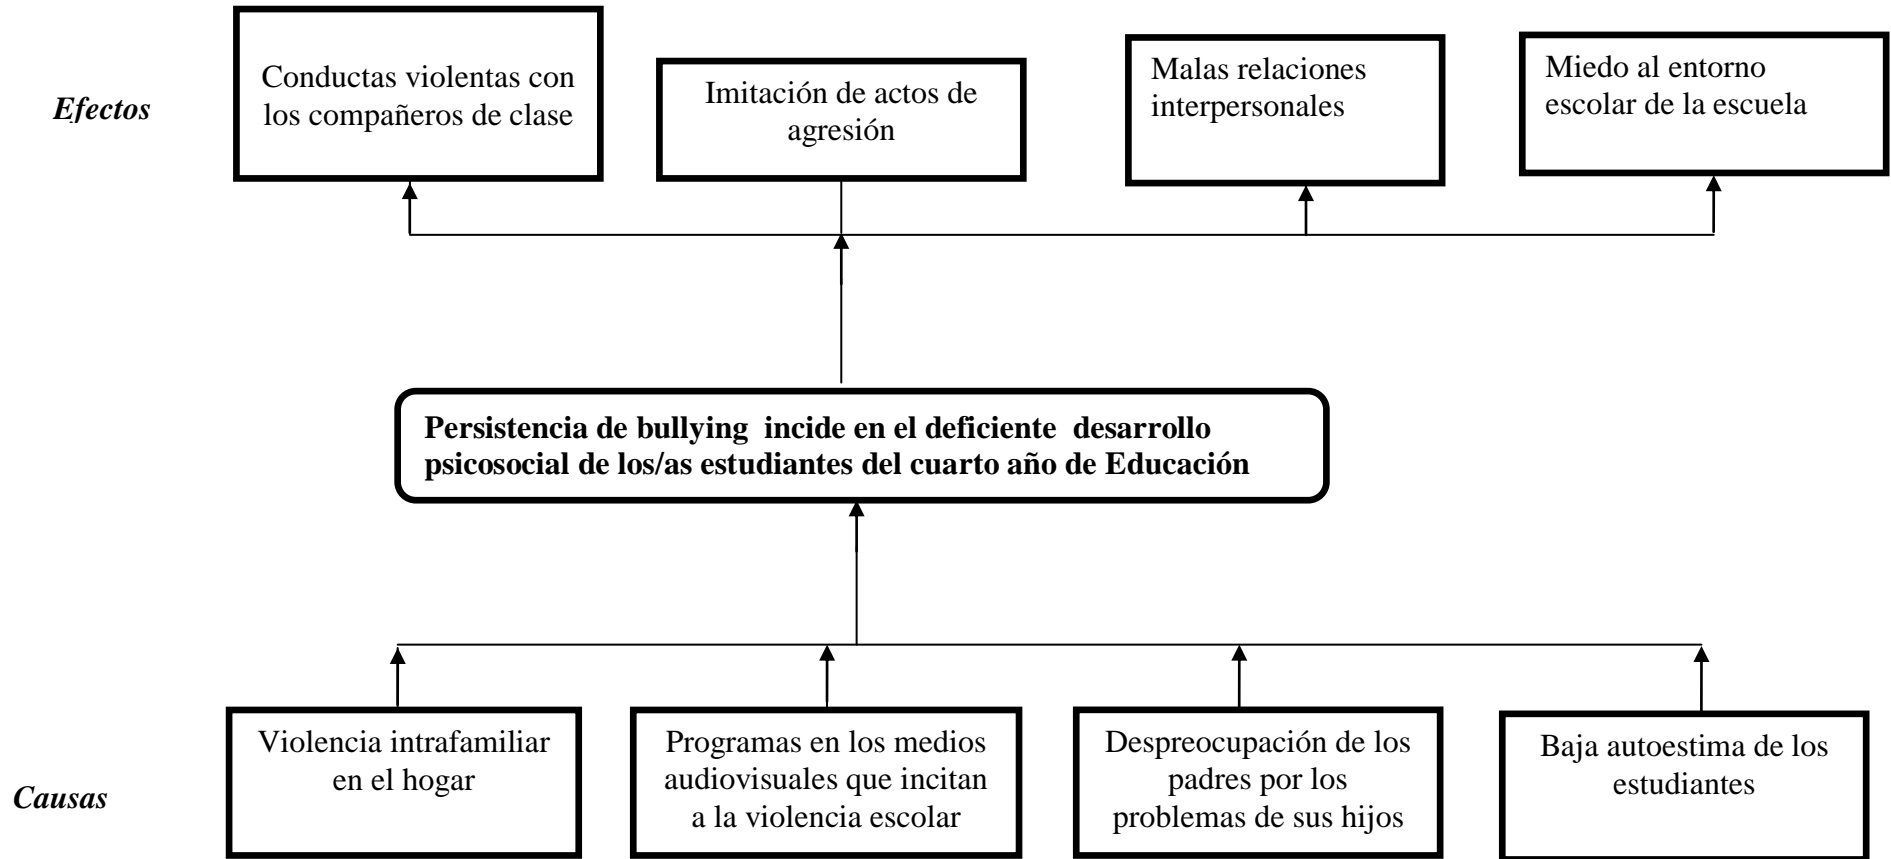 Efectos
Conductas violentas con
los compañeros de clase
Imitación de actos de
agresión
Malas relaciones
interpersonales
Miedo al entorno
escolar de la escuela
Persistencia de bullying  incide en el deficiente  desarrollo
psicosocial de los/as estudiantes del cuarto año de Educación
Causas
Violencia intrafamiliar
en el hogar
Programas en los medios
audiovisuales que incitan
a la violencia escolar
Despreocupación de los
padres por los
problemas de sus hijos
Baja autoestima de los
estudiantes